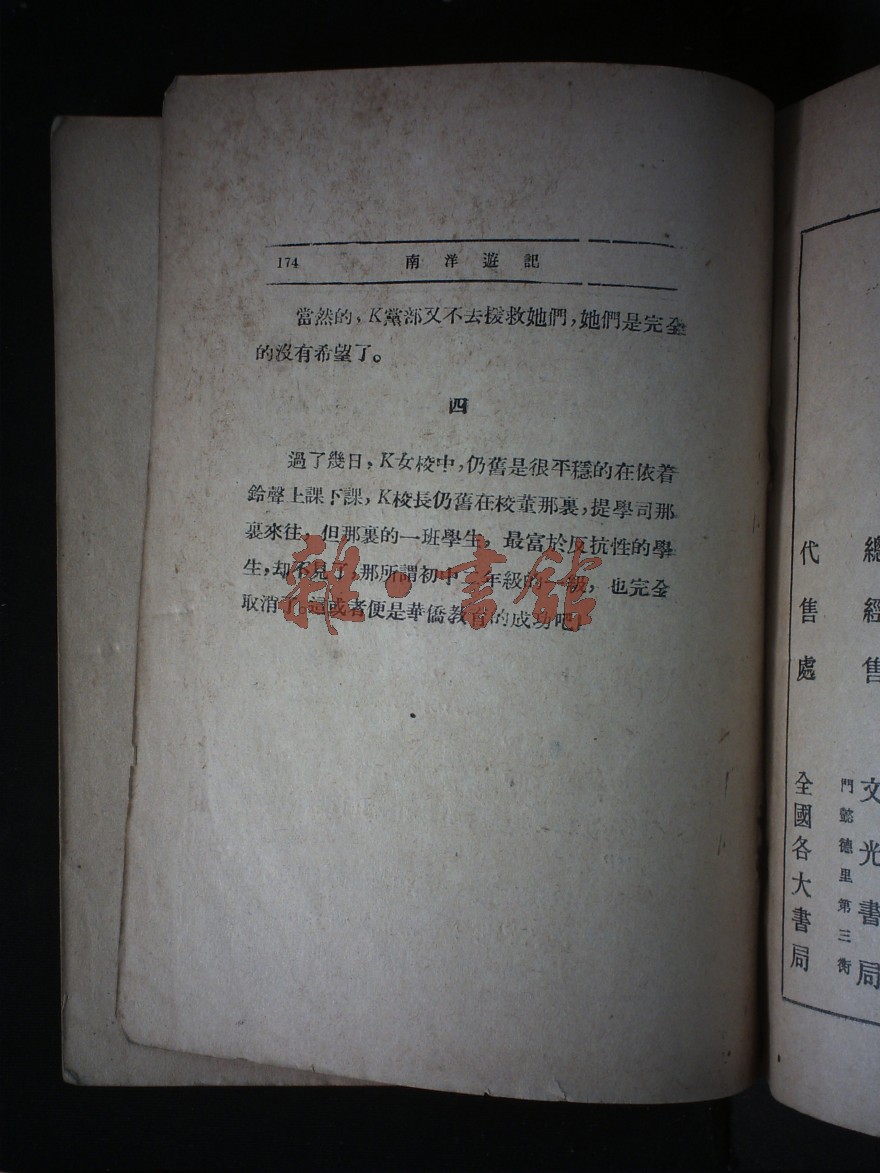 174 南洋遊記
當然的、K黨部又不去援救她們，她們是完全
的沒有希望了。
四
過了幾日，K女校中，仍舊是很平穩的在依着
鈴聲上課下課，K校長仍舊在校董那裏，提學司那
裏來往，但那裏的一班學生，最富於反抗性的學
生，却不見了，那所謂初中二年級的一級，也完全
取消了。這或者便是華僑教育的成功吧！
雜·書館
總經售
文光書局
門懿德里第三衖
代售處
全國各大書局